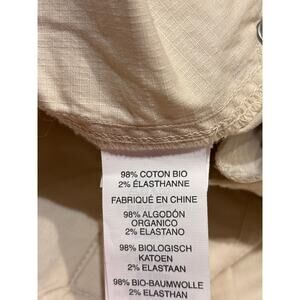 98% COTON BIO
2% ÉLASTHANNE
FABRIQUÉ EN CHINE
98% ALGODÓN
ORGANICO
2% ELASTANO
98% BIOLOGISCH
KATOEN
2% ELASTAAN
98% BIO-BAUMWOLLE
2% ELASTHAN